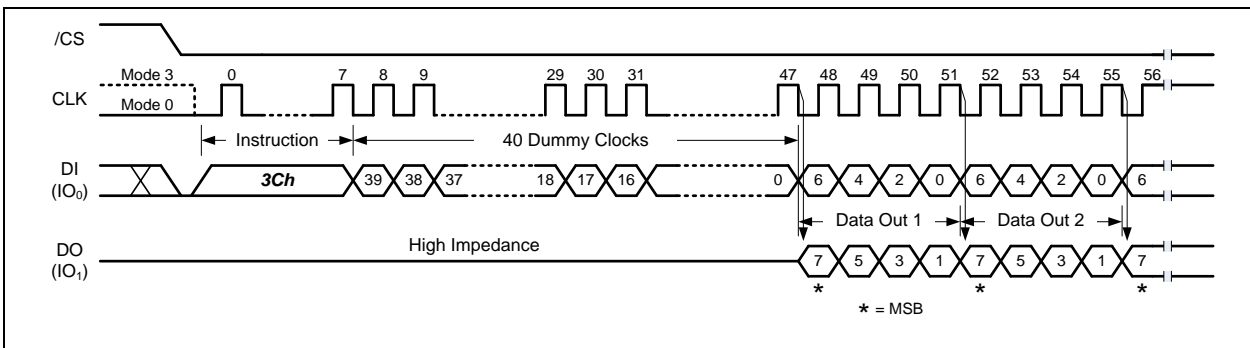 /CS
Mode 3 0 7 8 9 29 30 31 47 48 49 50 51 52 53 54 55 56
CLK
Mode 0
Instruction 40 Dummy Clocks
DI
(IO0)
3Ch 39 38 37 18 17 16 0 6 4 2 0 6 4 2 0 6
Data Out 1 Data Out 2
DO
(IO1)
High Impedance
7 5 3 1 7 5 3 1 7
* * *
* = MSB